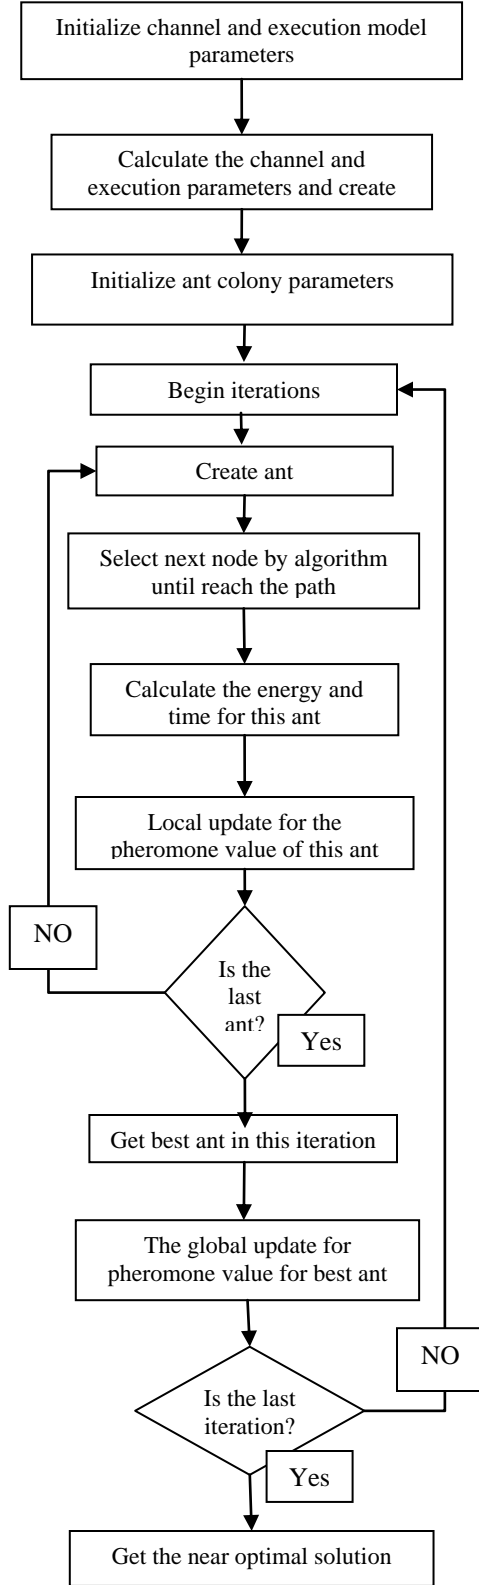 Initialize channel and execution model
parameters
Calculate the channel and
execution parameters and create
Initialize ant colony parameters
Begin iterations
Create ant
Select next node by algorithm
until reach the path
Calculate the energy and
time for this ant
Local update for the
pheromone value of this ant
NO
Is the
last
ant?
Yes
Get best ant in this iteration
The global update for
pheromone value for best ant
NO
Is the last
iteration?
Yes
Get the near optimal solution